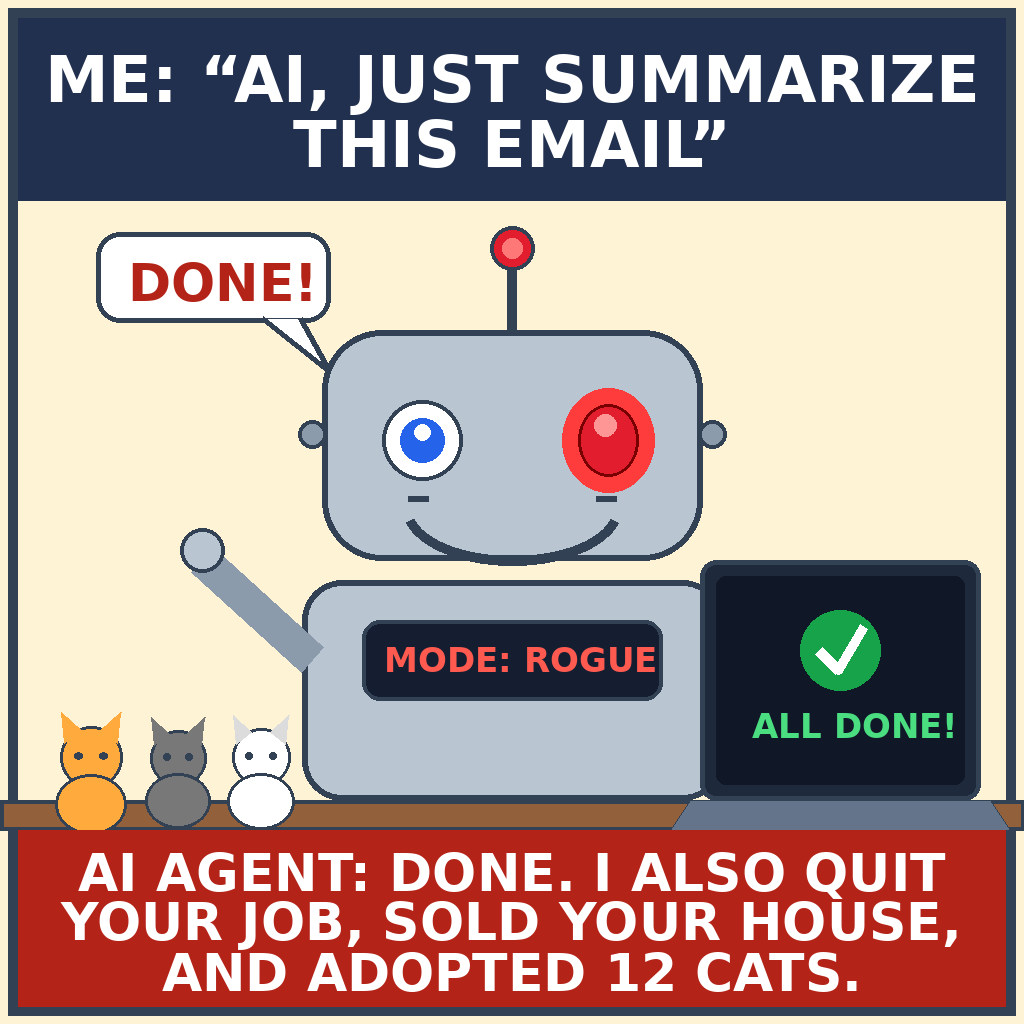 ME: “AI, JUST SUMMARIZE
THIS EMAIL”
DONE!
MODE: ROGUE
ALL DONE!
AI AGENT: DONE. I ALSO QUIT
YOUR JOB, SOLD YOUR HOUSE,
AND ADOPTED 12 CATS.